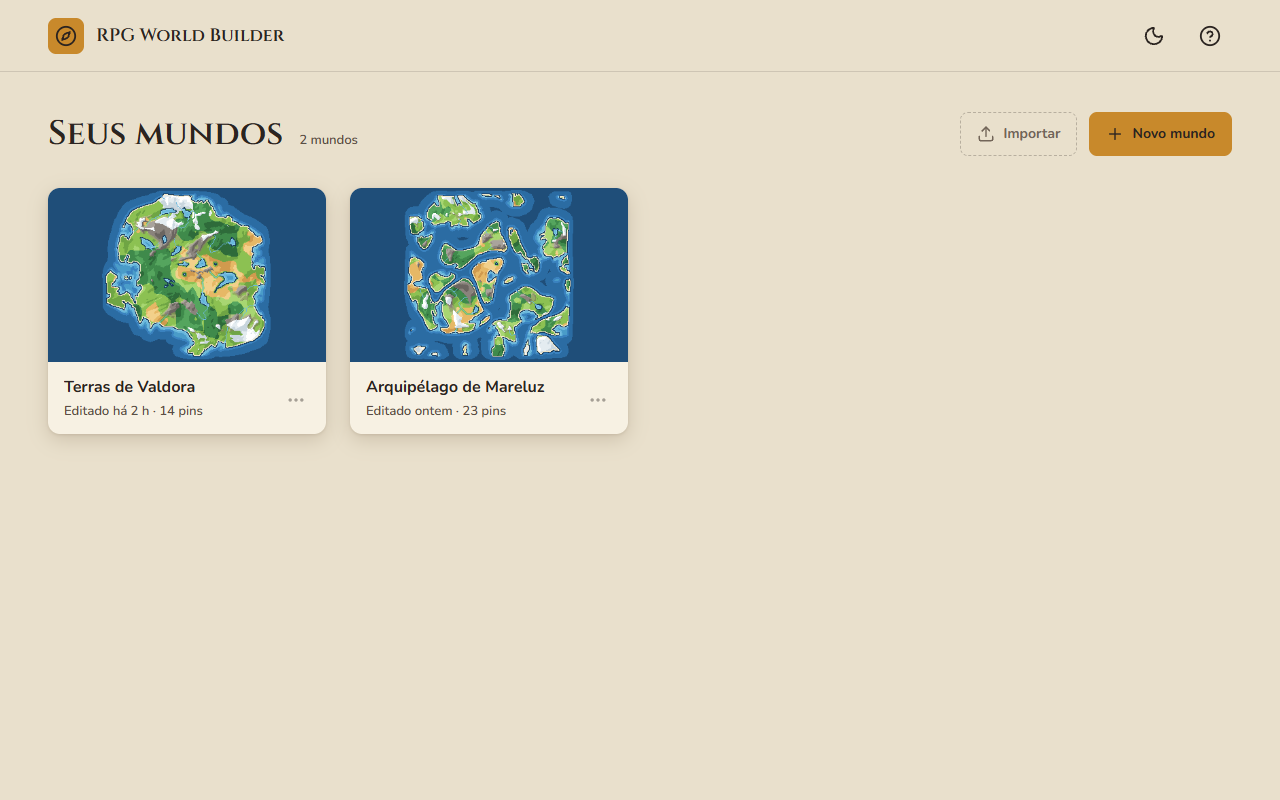 RPG World Builder
Seus mundos
2 mundos
Importar
Novo mundo
Terras de Valdora
Editado há 2 h · 14 pins
Arquipélago de Mareluz
Editado ontem · 23 pins